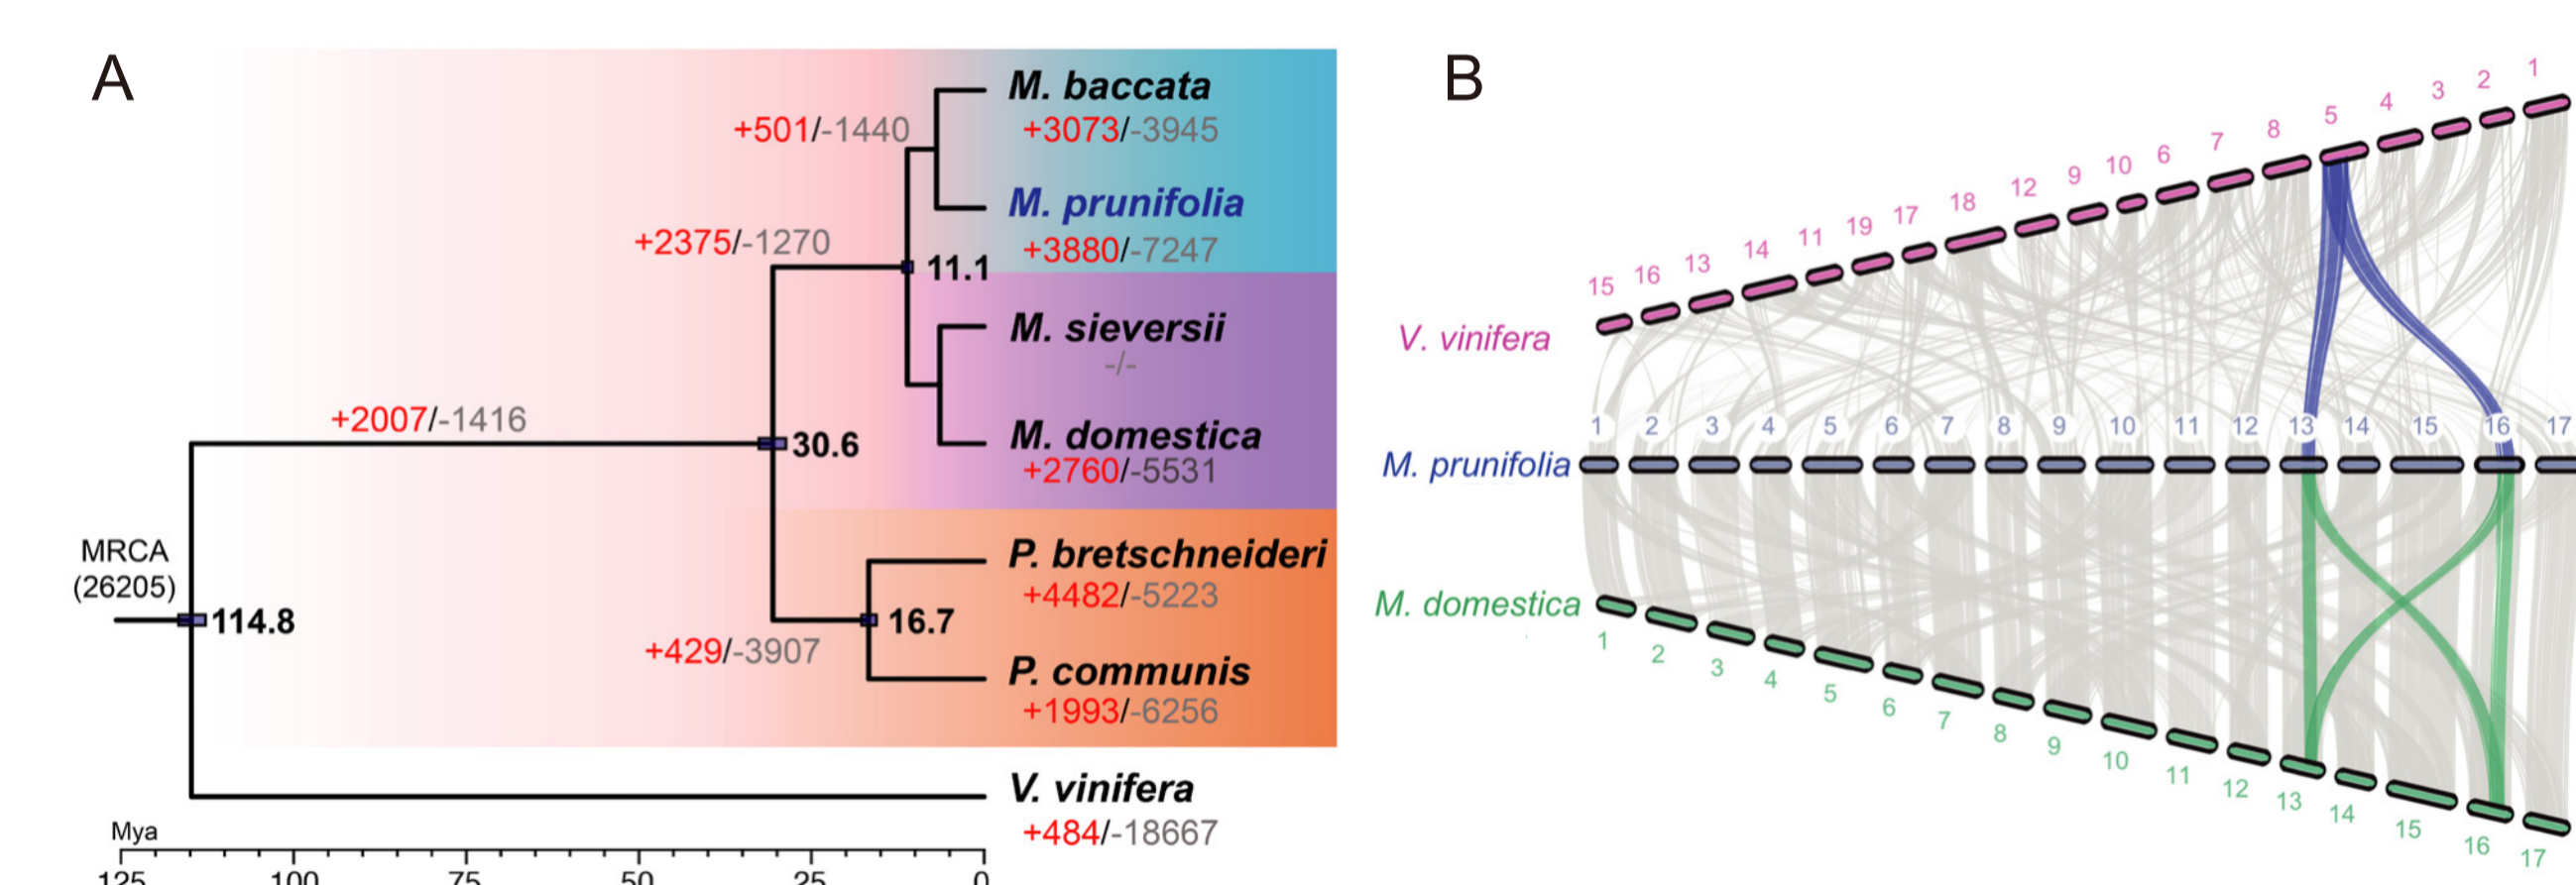 A
M. baccata
+3073/-3945
+501/-1440
M. prunifolia
+3880/-7247
+2375/-1270
11.1
M. sieversii
-/-
M. domestica
+2760/-5531
+2007/-1416
30.6
P. bretschneideri
+4482/-5223
MRCA
(26205)
114.8
16.7
+429/-3907
P. communis
+1993/-6256
V. vinifera
+484/-18667
Mya
125 100 75 50 25 0
B
15 16 13 14 11 19 17 18 12 9 10 6 7 8 5 4 3 2 1
V. vinifera
1 2 3 4 5 6 7 8 9 10 11 12 13 14 15 16 17
M. prunifolia
M. domestica
1 2 3 4 5 6 7 8 9 10 11 12 13 14 15 16 17